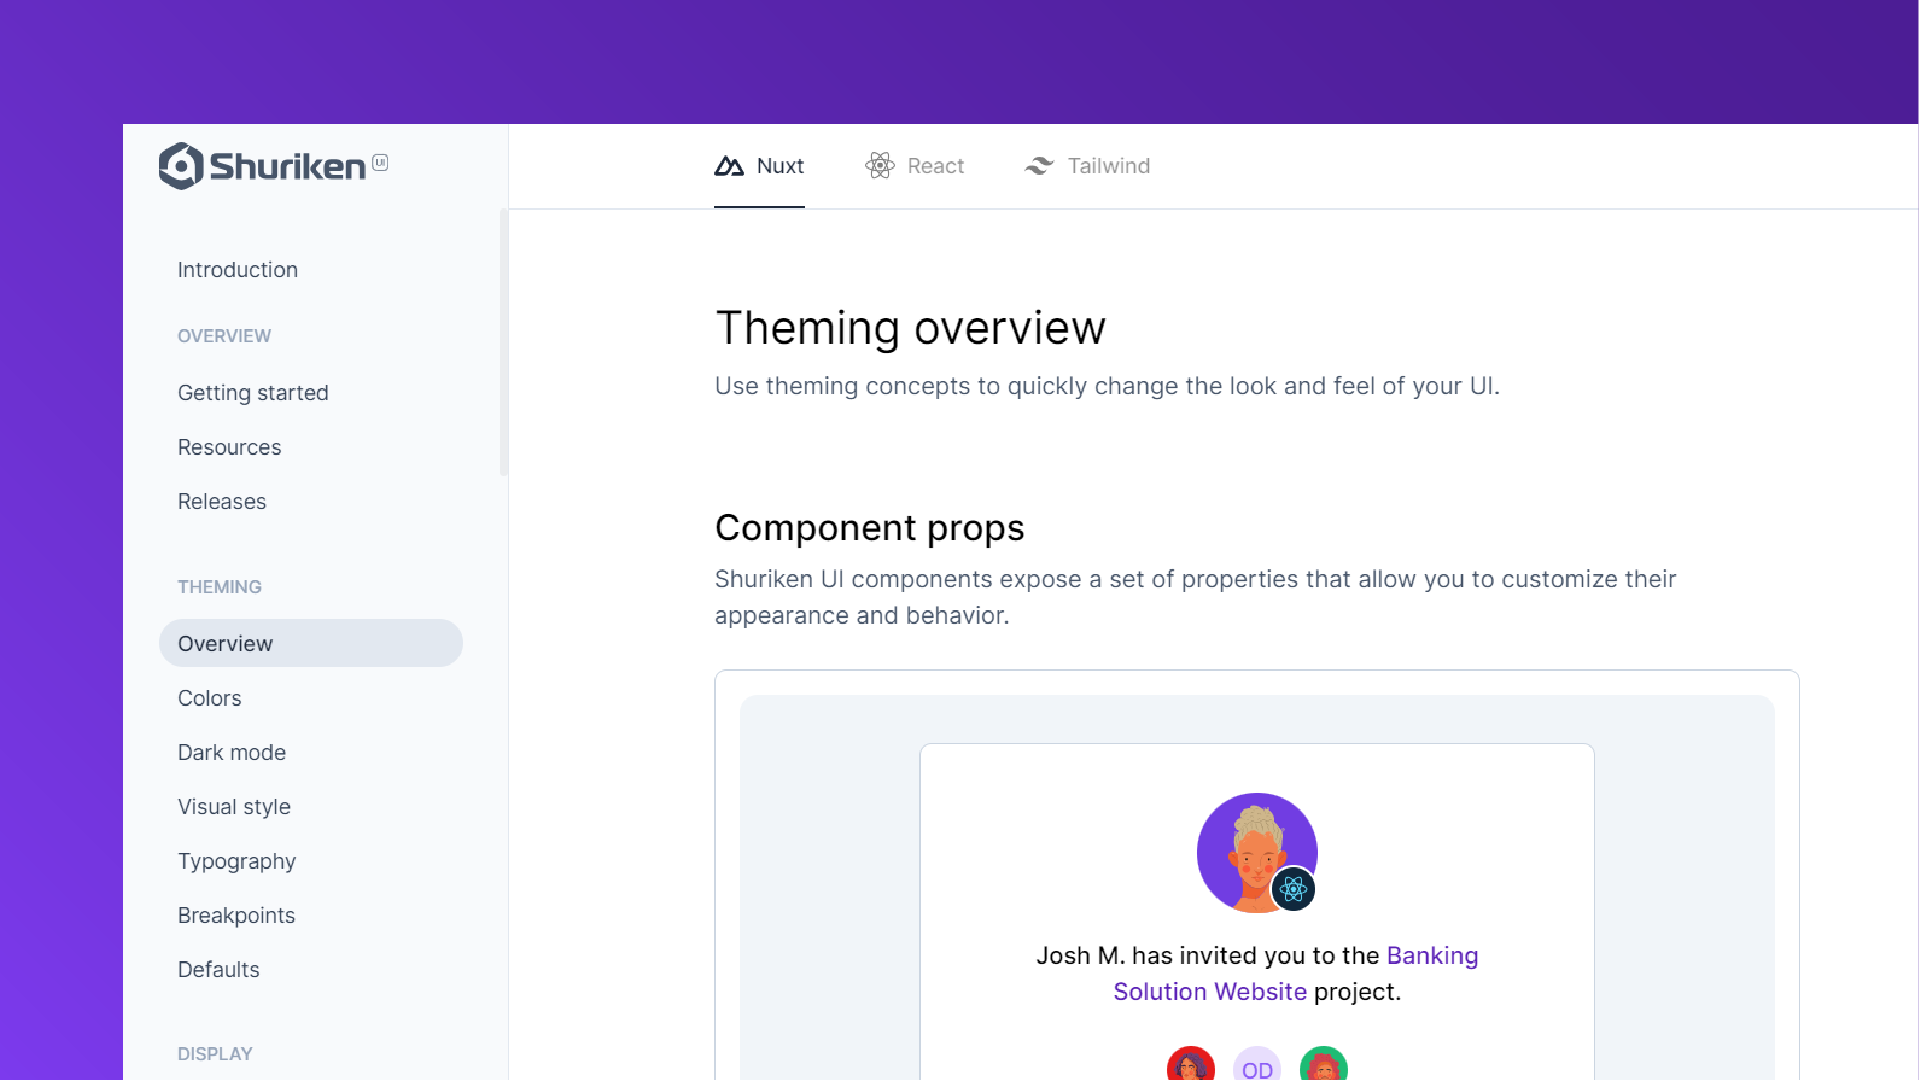 Shuriken UI
Nuxt
React
Tailwind
Introduction
OVERVIEW
Getting started
Resources
Releases
THEMING
Overview
Colors
Dark mode
Visual style
Typography
Breakpoints
Defaults
DISPLAY
Theming overview
Use theming concepts to quickly change the look and feel of your UI.
Component props
Shuriken UI components expose a set of properties that allow you to customize their
appearance and behavior.
Josh M. has invited you to the Banking
Solution Website project.
OD